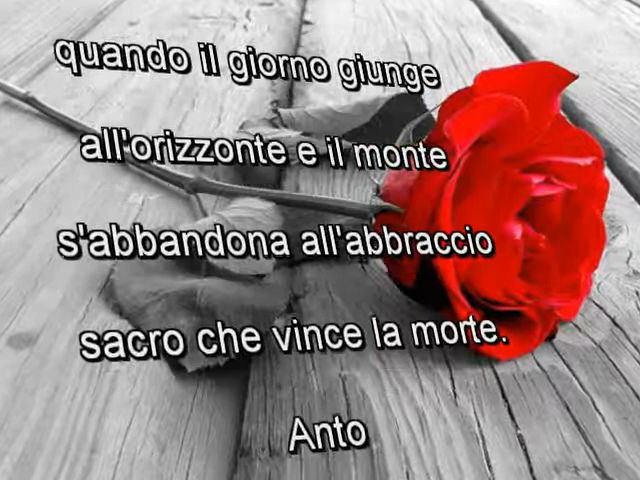 quando il giorno giunge
all'orizzonte e il monte
s'abbandona all'abbraccio
sacro che vince la morte.
Anto